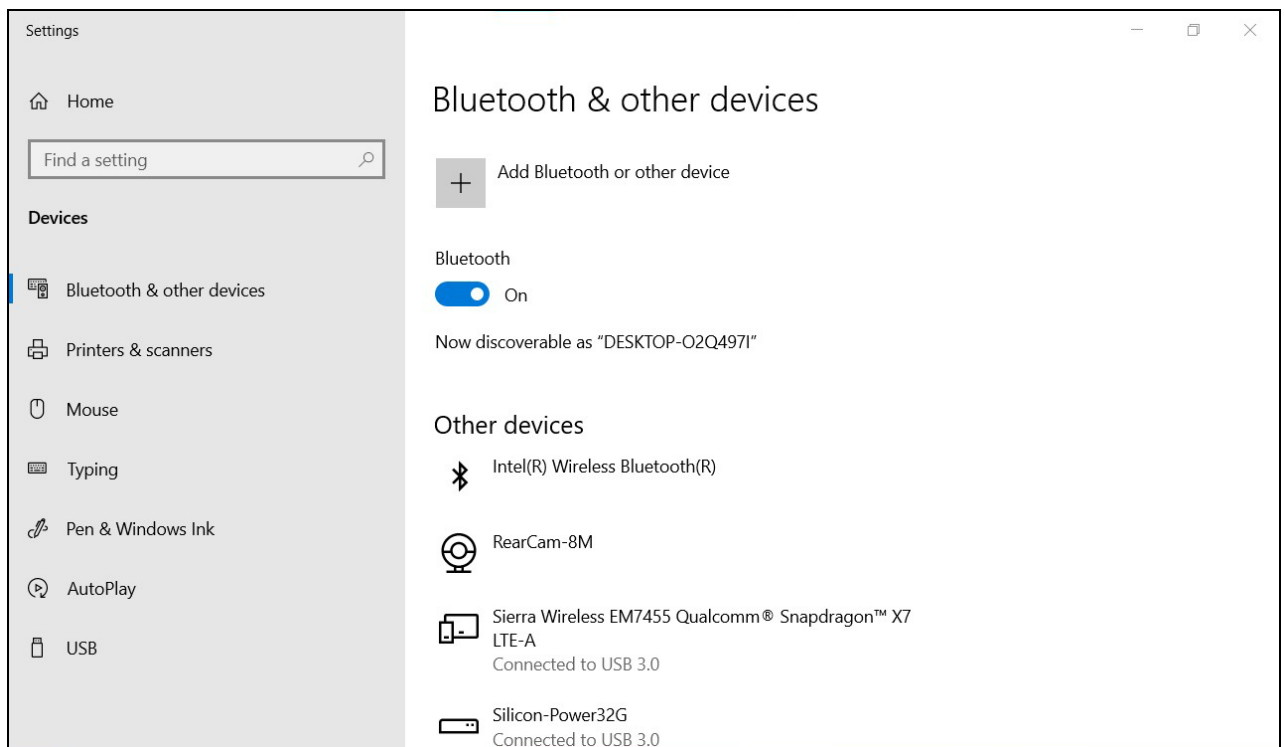 Settings
Home
Find a setting
Devices
Bluetooth & other devices
Printers & scanners
Mouse
Typing
Pen & Windows Ink
AutoPlay
USB
Bluetooth & other devices
Add Bluetooth or other device
Bluetooth
On
Now discoverable as “DESKTOP-O2Q497I”
Other devices
Intel(R) Wireless Bluetooth(R)
RearCam-8M
Sierra Wireless EM7455 Qualcomm® Snapdragon™ X7
LTE-A
Connected to USB 3.0
Silicon-Power32G
Connected to USB 3.0